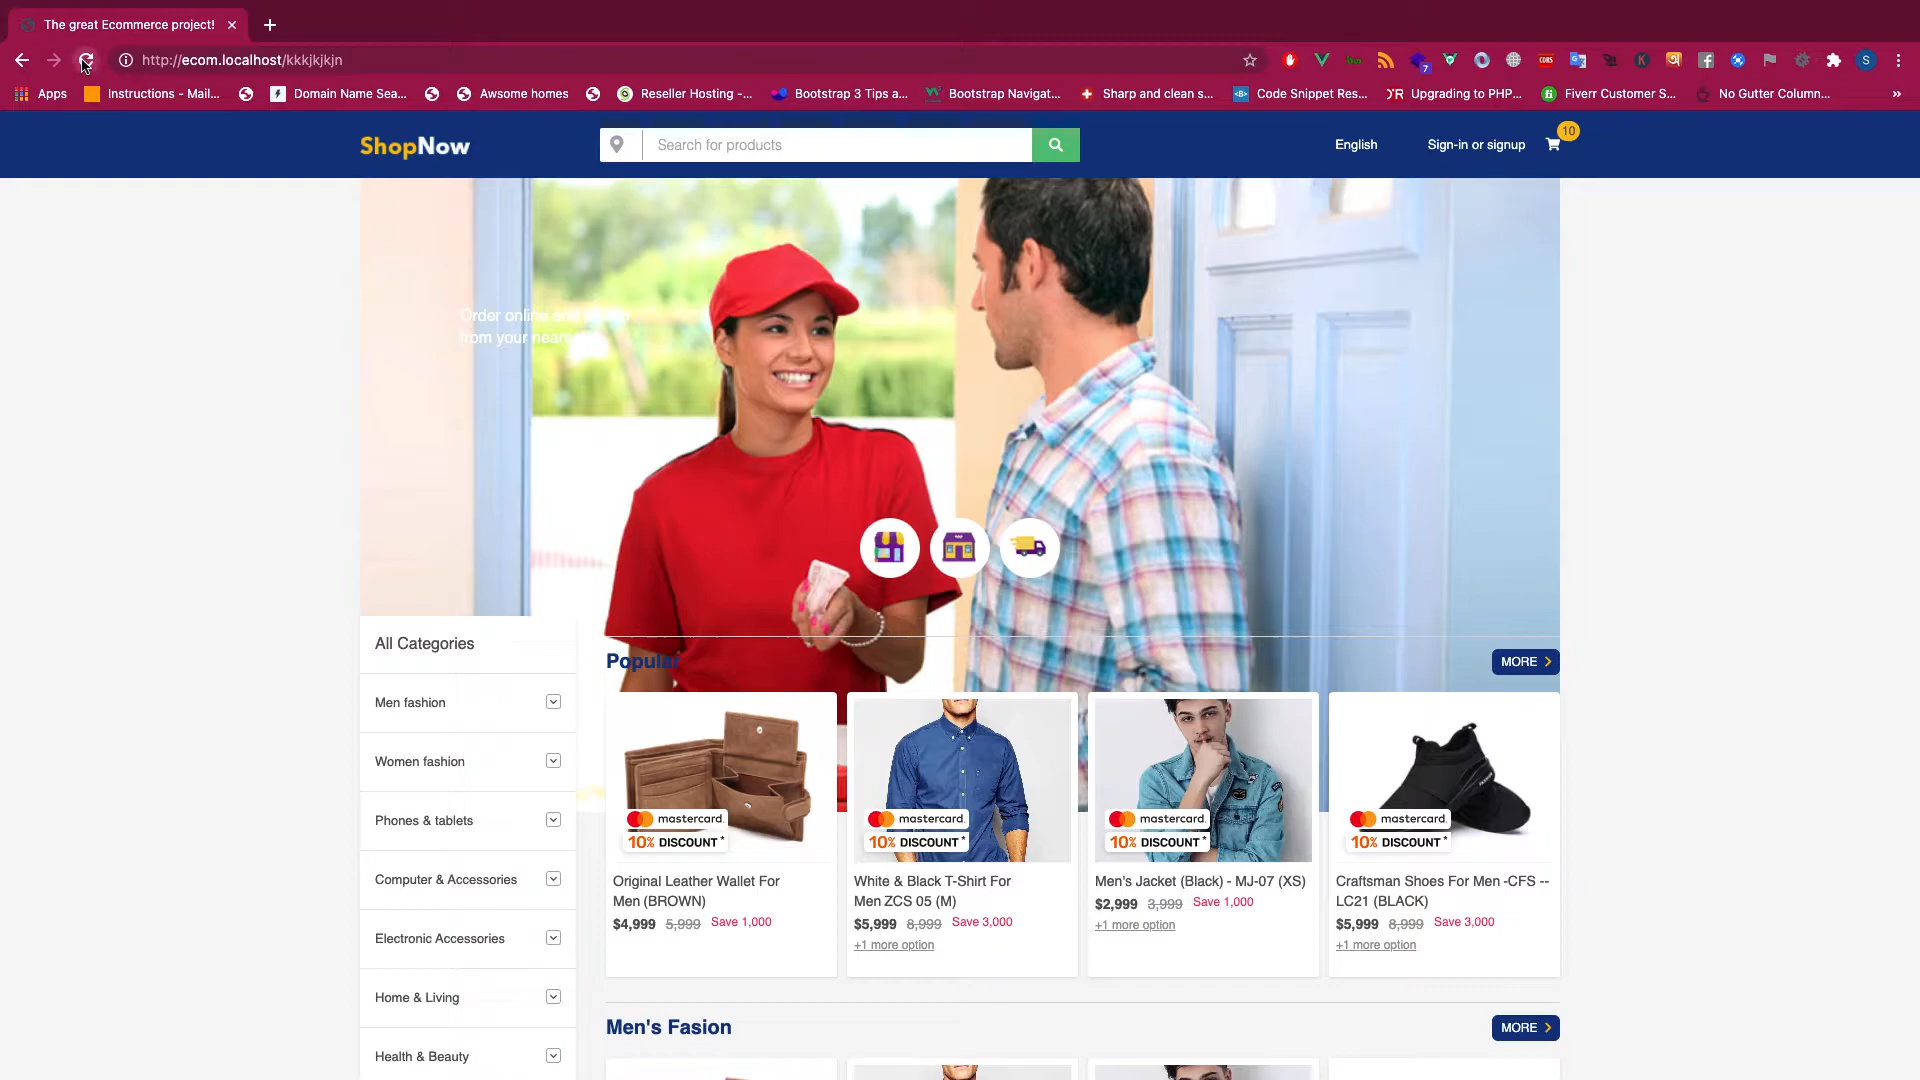 The great Ecommerce project!
http://ecom.localhost/kkkjkjkjn
7
CORS
S
Apps
Instructions - Mail...
Domain Name Sea...
Awsome homes
Reseller Hosting -...
Bootstrap 3 Tips a...
Bootstrap Navigat...
Sharp and clean s...
Code Snippet Res...
Upgrading to PHP...
Fiverr Customer S...
No Gutter Column...
ShopNow
Search for products
English
Sign-in or signup
10
Order online
from your
All Categories
Men fashion
Women fashion
Phones & tablets
Computer & Accessories
Electronic Accessories
Home & Living
Health & Beauty
Popular
MORE
mastercard.
10% DISCOUNT*
Original Leather Wallet For
Men (BROWN)
$4,999 5,999 Save 1,000
mastercard.
10% DISCOUNT*
White & Black T-Shirt For
Men ZCS 05 (M)
$5,999 8,999 Save 3,000
+1 more option
mastercard.
10% DISCOUNT*
Men's Jacket (Black) - MJ-07 (XS)
$2,999 3,999 Save 1,000
+1 more option
mastercard.
10% DISCOUNT*
Craftsman Shoes For Men -CFS --
LC21 (BLACK)
$5,999 8,999 Save 3,000
+1 more option
Men's Fasion
MORE